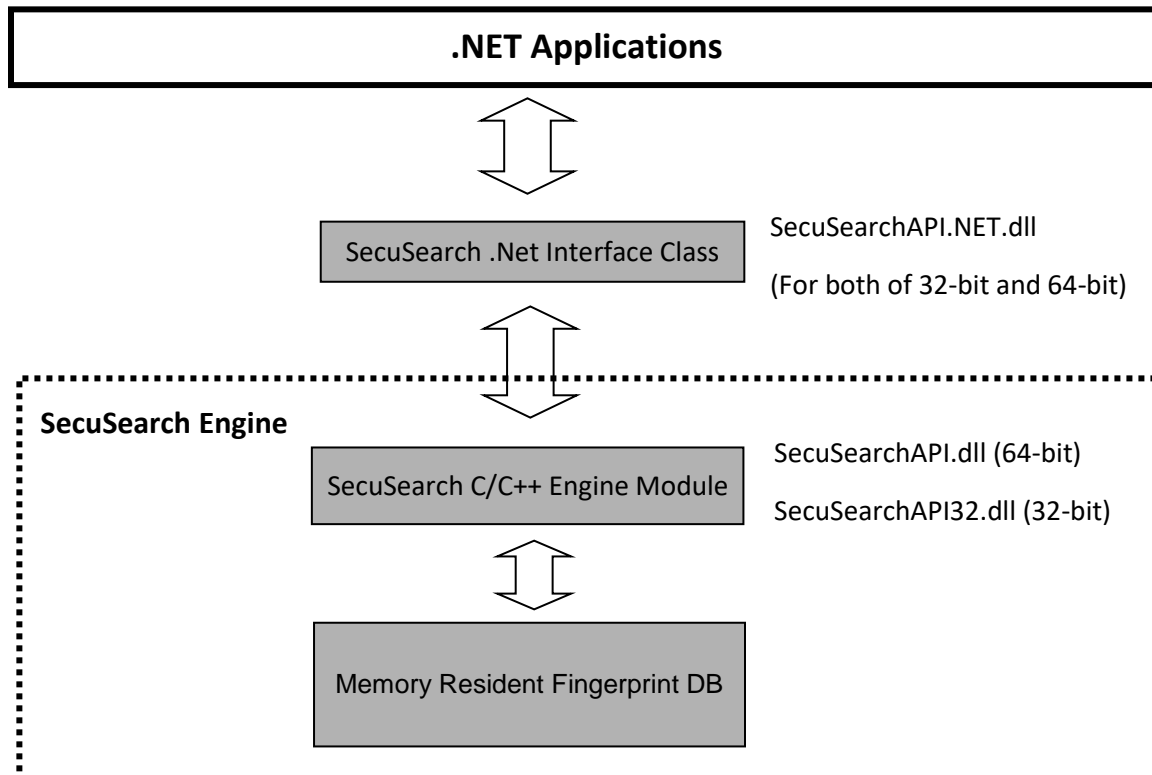 .NET Applications
SecuSearch .Net Interface Class
SecuSearchAPI.NET.dll
(For both of 32-bit and 64-bit)
SecuSearch Engine
SecuSearch C/C++ Engine Module
SecuSearchAPI.dll (64-bit)
SecuSearchAPI32.dll (32-bit)
Memory Resident Fingerprint DB